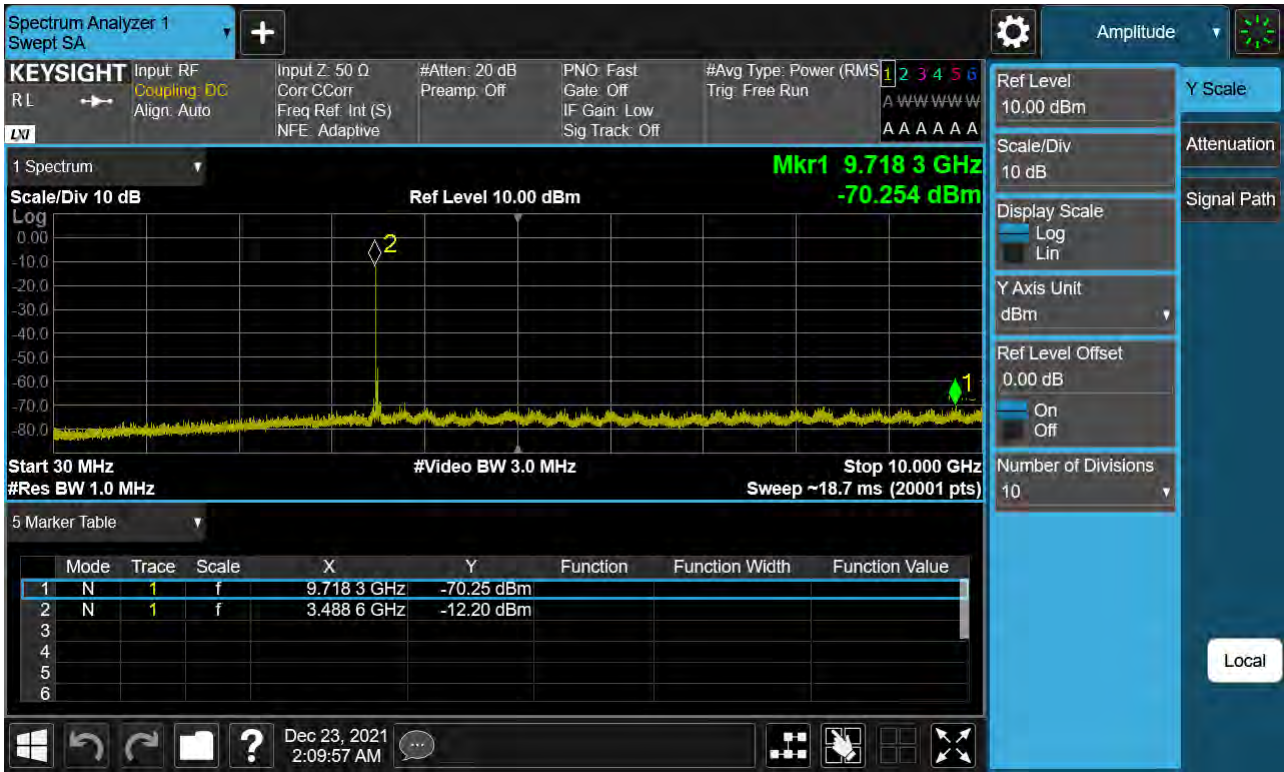 Spectrum Analyzer 1
Swept SA
+
Amplitude
KEYSIGHT
RL
LXI
Input: RF
Coupling: DC
Align: Auto
Input Z: 50 Ω
Corr CCorr
Freq Ref: Int (S)
NFE: Adaptive
#Atten: 20 dB
Preamp: Off
PNO: Fast
Gate: Off
IF Gain: Low
Sig Track: Off
#Avg Type: Power (RMS
Trig: Free Run
1 2 3 4 5 6
A W W W W W
A A A A A A
1 Spectrum
Mkr1 9.718 3 GHz
Scale/Div 10 dB
Ref Level 10.00 dBm
-70.254 dBm
Log
0.00
-10.0
-20.0
-30.0
-40.0
-50.0
-60.0
-70.0
-80.0
2
1
Start 30 MHz
#Video BW 3.0 MHz
Stop 10.000 GHz
#Res BW 1.0 MHz
Sweep ~18.7 ms (20001 pts)
5 Marker Table
Mode Trace Scale X Y Function Function Width Function Value
1 N 1 f 9.718 3 GHz -70.25 dBm
2 N 1 f 3.488 6 GHz -12.20 dBm
3
4
5
6
Ref Level
10.00 dBm
Scale/Div
10 dB
Display Scale
Log
Lin
Y Axis Unit
dBm
Ref Level Offset
0.00 dB
On
Off
Number of Divisions
10
Y Scale
Attenuation
Signal Path
Local
?
Dec 23, 2021
2:09:57 AM